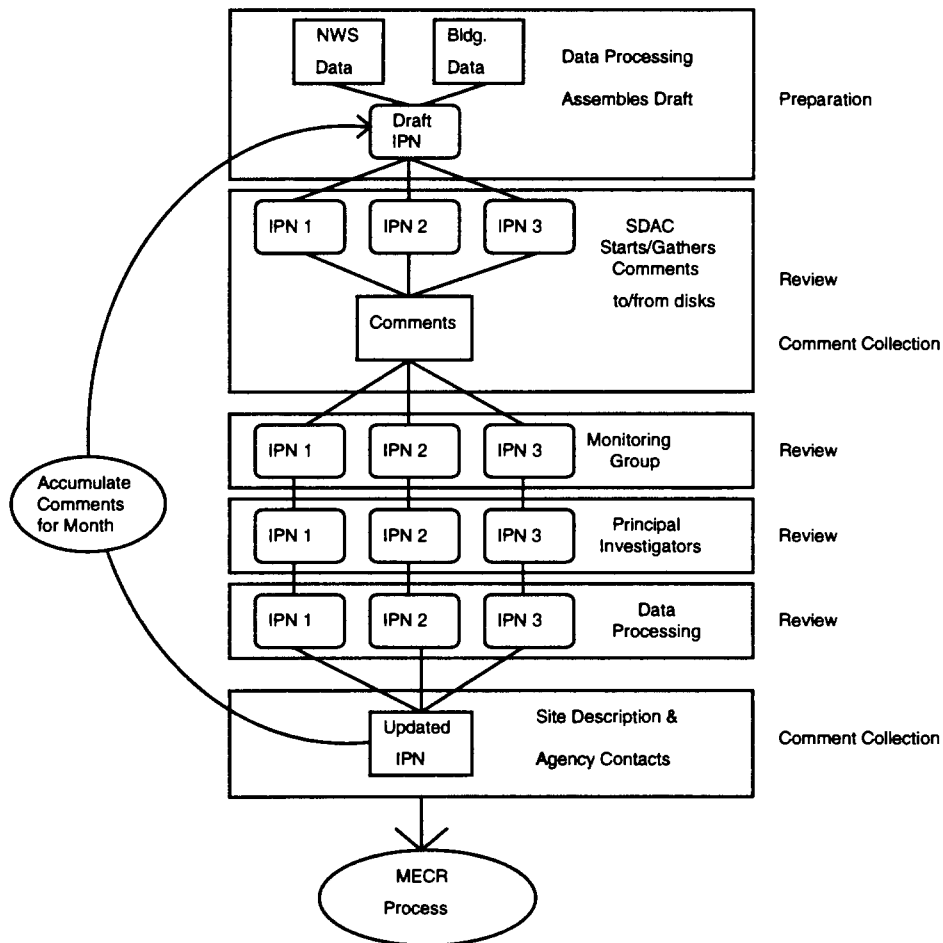 NWS
Data
Bldg.
Data
Data Processing
Assembles Draft
Preparation
Draft
IPN
IPN 1
IPN 2
IPN 3
SDAC
Starts/Gathers
Comments
to/from disks
Review
Comments
Comment Collection
IPN 1
IPN 2
IPN 3
Monitoring
Group
Review
Accumulate
Comments
for Month
IPN 1
IPN 2
IPN 3
Principal
Investigators
Review
IPN 1
IPN 2
IPN 3
Data
Processing
Review
Updated
IPN
Site Description &
Agency Contacts
Comment Collection
MECR
Process